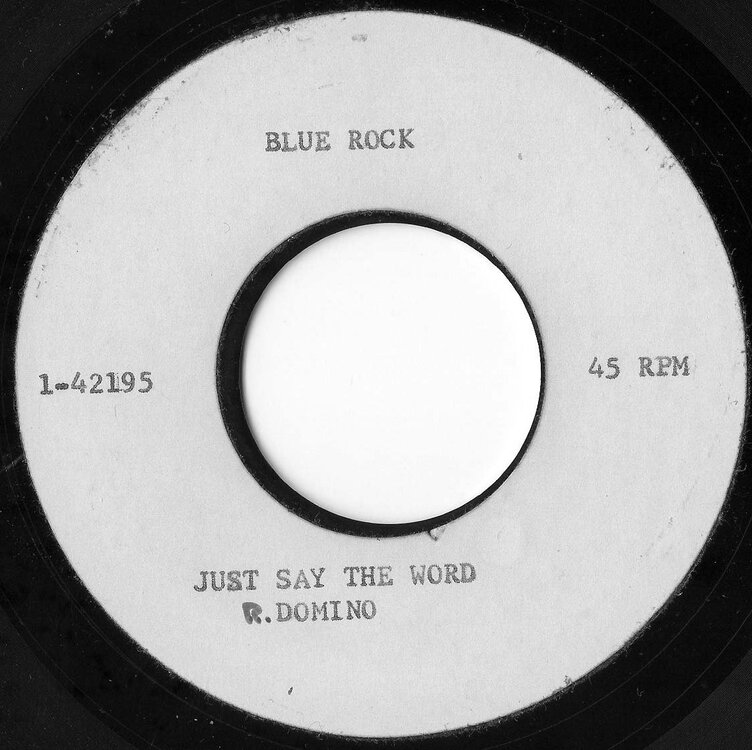 BLUE ROCK
1-42195
45 RPM
JUST SAY THE WORD
R.DOMINO